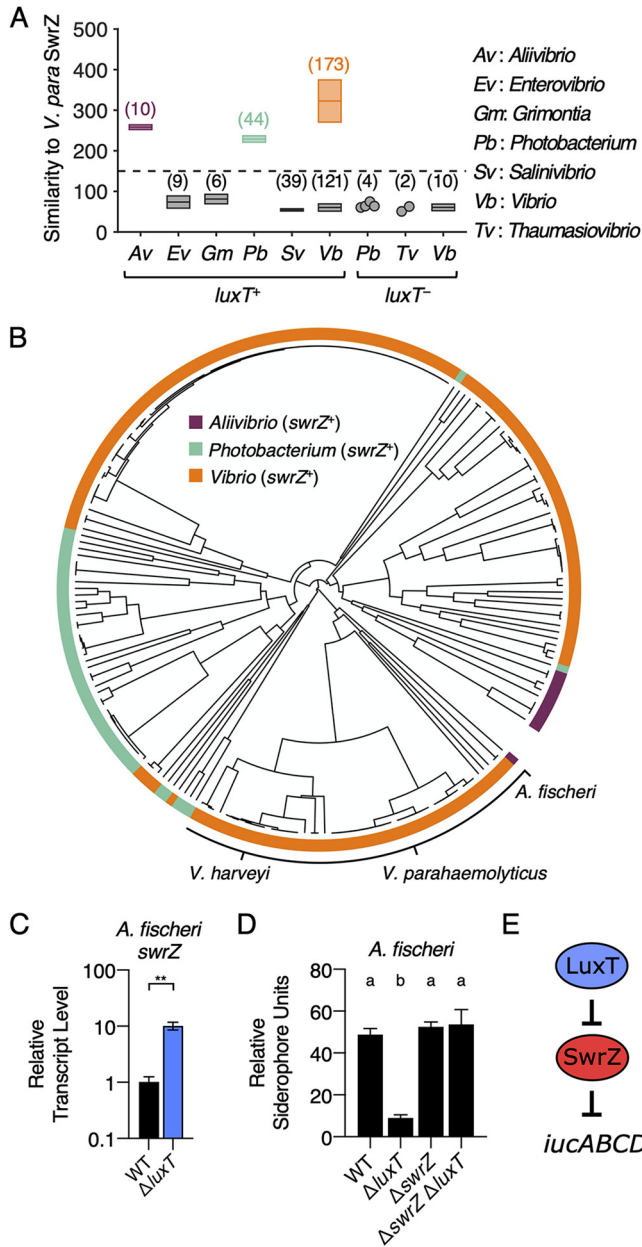 A
Similarity to V. para SwrZ
500
400
300
200
100
0
(10)
(9)
(6)
(44)
(39)
(173)
(121)
(4)
(2)
(10)
Av
Ev
Gm
Pb
Sv
Vb
Pb
Tv
Vb
luxT+
luxT−
Av : Aliivibrio
Ev : Enterovibrio
Gm: Grimontia
Pb : Photobacterium
Sv : Salinivibrio
Vb : Vibrio
Tv : Thaumasiovibrio
B
Aliivibrio (swrZ+)
Photobacterium (swrZ+)
Vibrio (swrZ+)
A. fischeri
V. harveyi
V. parahaemolyticus
C
A. fischeri
swrZ
Relative
Transcript Level
100
10
1
0.1
**
WT
ΔluxT
D
A. fischeri
Relative
Siderophore Units
80
60
40
20
0
a
b
a
a
WT
ΔluxT
ΔswrZ
ΔswrZ ΔluxT
E
LuxT
SwrZ
iucABCD